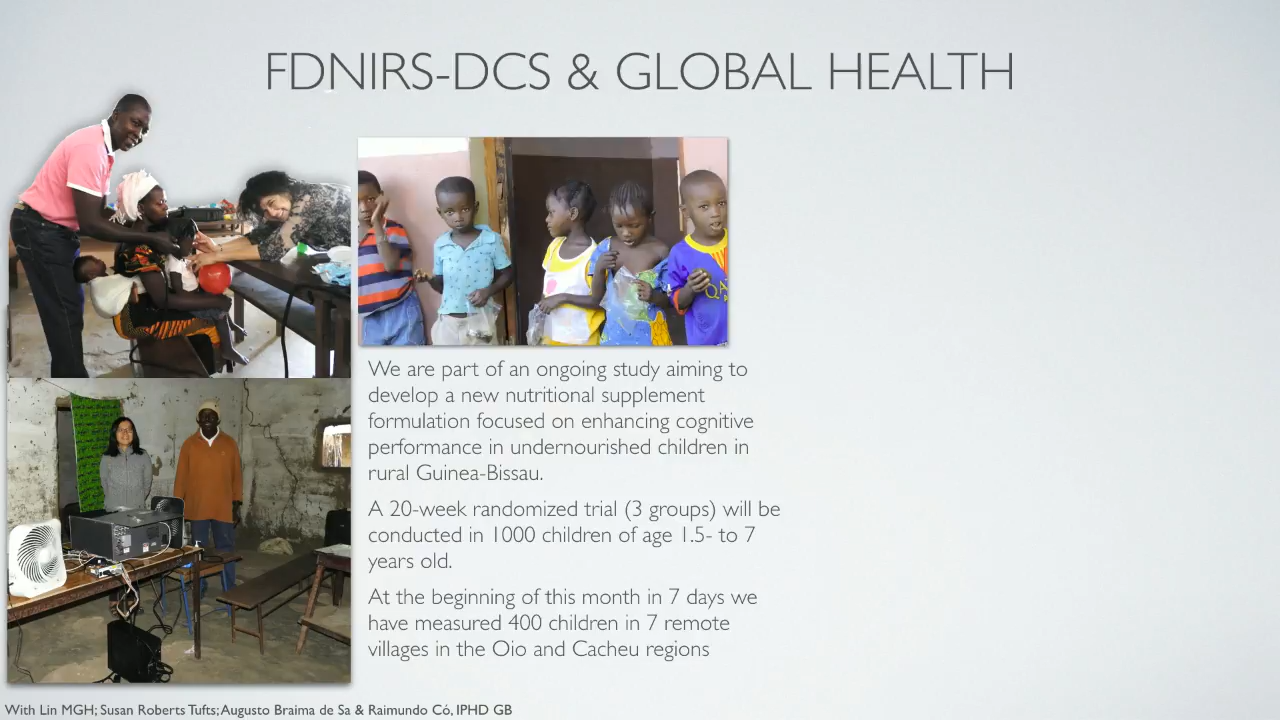 FDNIRS-DCS & GLOBAL HEALTH
We are part of an ongoing study aiming to
develop a new nutritional supplement
formulation focused on enhancing cognitive
performance in undernourished children in
rural Guinea-Bissau.
A 20-week randomized trial (3 groups) will be
conducted in 1000 children of age 1.5- to 7
years old.
At the beginning of this month in 7 days we
have measured 400 children in 7 remote
villages in the Oio and Cacheu regions
With Lin MGH; Susan Roberts Tufts; Augusto Braima de Sa & Raimundo Có, IPHD GB